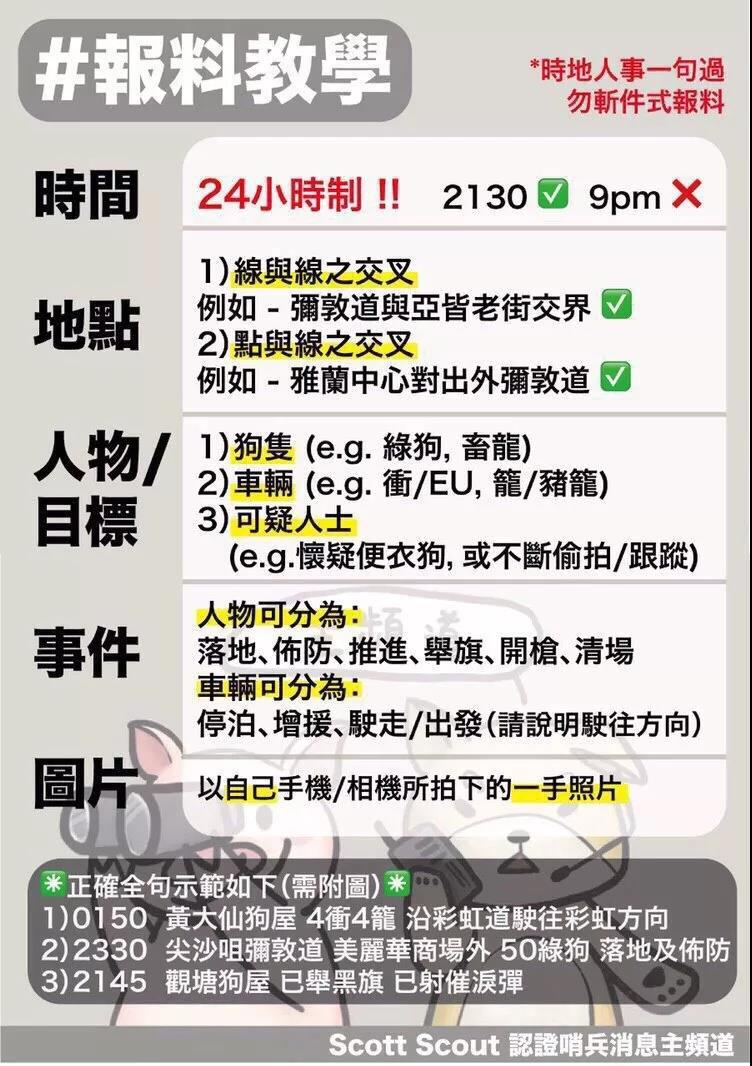 #報料教學
*時地人事一句過
勿斬件式報料
時間
24小時制 !! 2130 ✅ 9pm ❌
地點
1)線與線之交叉
例如 - 彌敦道與亞皆老街交界 ✅
2)點與線之交叉
例如 - 雅蘭中心對出外彌敦道 ✅
人物/
目標
1)狗隻 (e.g. 綠狗, 畜龍)
2)車輛 (e.g. 衝/EU, 籠/豬籠)
3)可疑人士
(e.g.懷疑便衣狗, 或不斷偷拍/跟蹤)
事件
人物可分為:
落地、佈防、推進、舉旗、開槍、清場
車輛可分為:
停泊、增援、駛走/出發(請說明駛往方向)
圖片
以自己手機/相機所拍下的一手照片
✳️正確全句示範如下(需附圖)✳️
1)0150 黃大仙狗屋 4衝4籠 沿彩虹道駛往彩虹方向
2)2330 尖沙咀彌敦道 美麗華商場外 50綠狗 落地及佈防
3)2145 觀塘狗屋 已舉黑旗 已射催淚彈
Scott Scout 認證哨兵消息主頻道